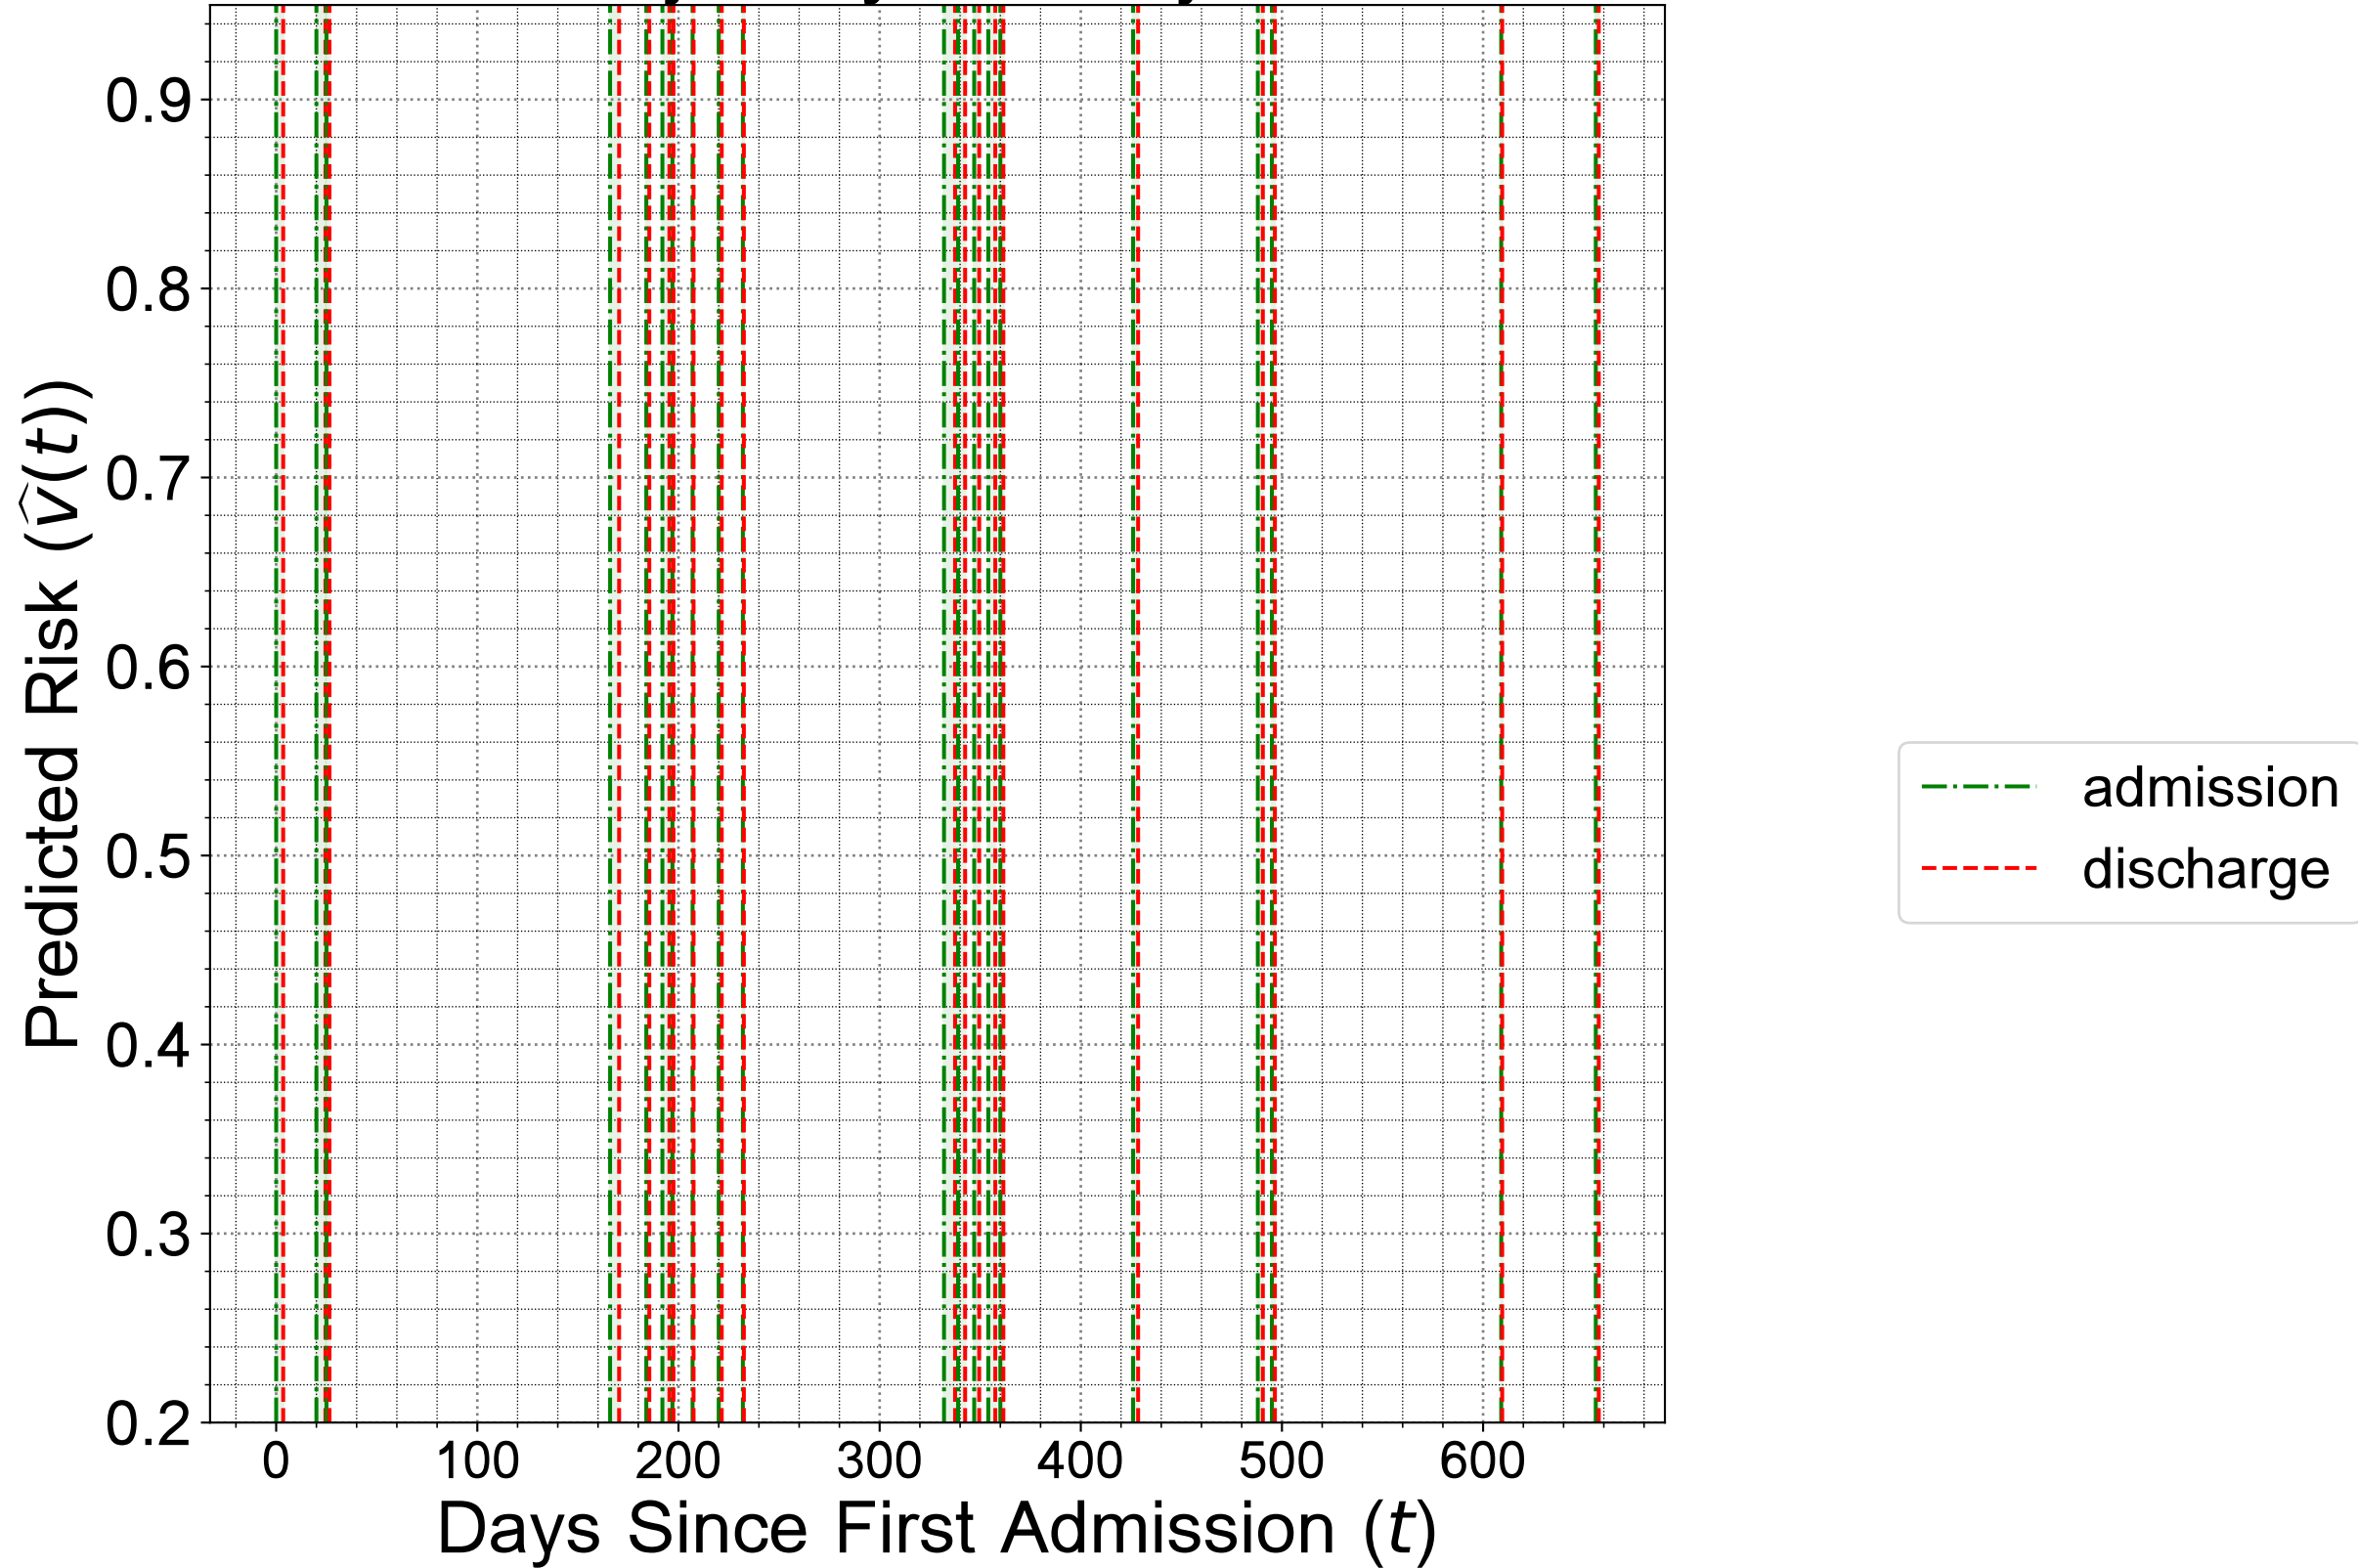 0.9
0.8
0.7
0.6
0.5
0.4
0.3
0.2
Predicted Risk (v̂(t))
0 100 200 300 400 500 600
Days Since First Admission (t)
admission
discharge